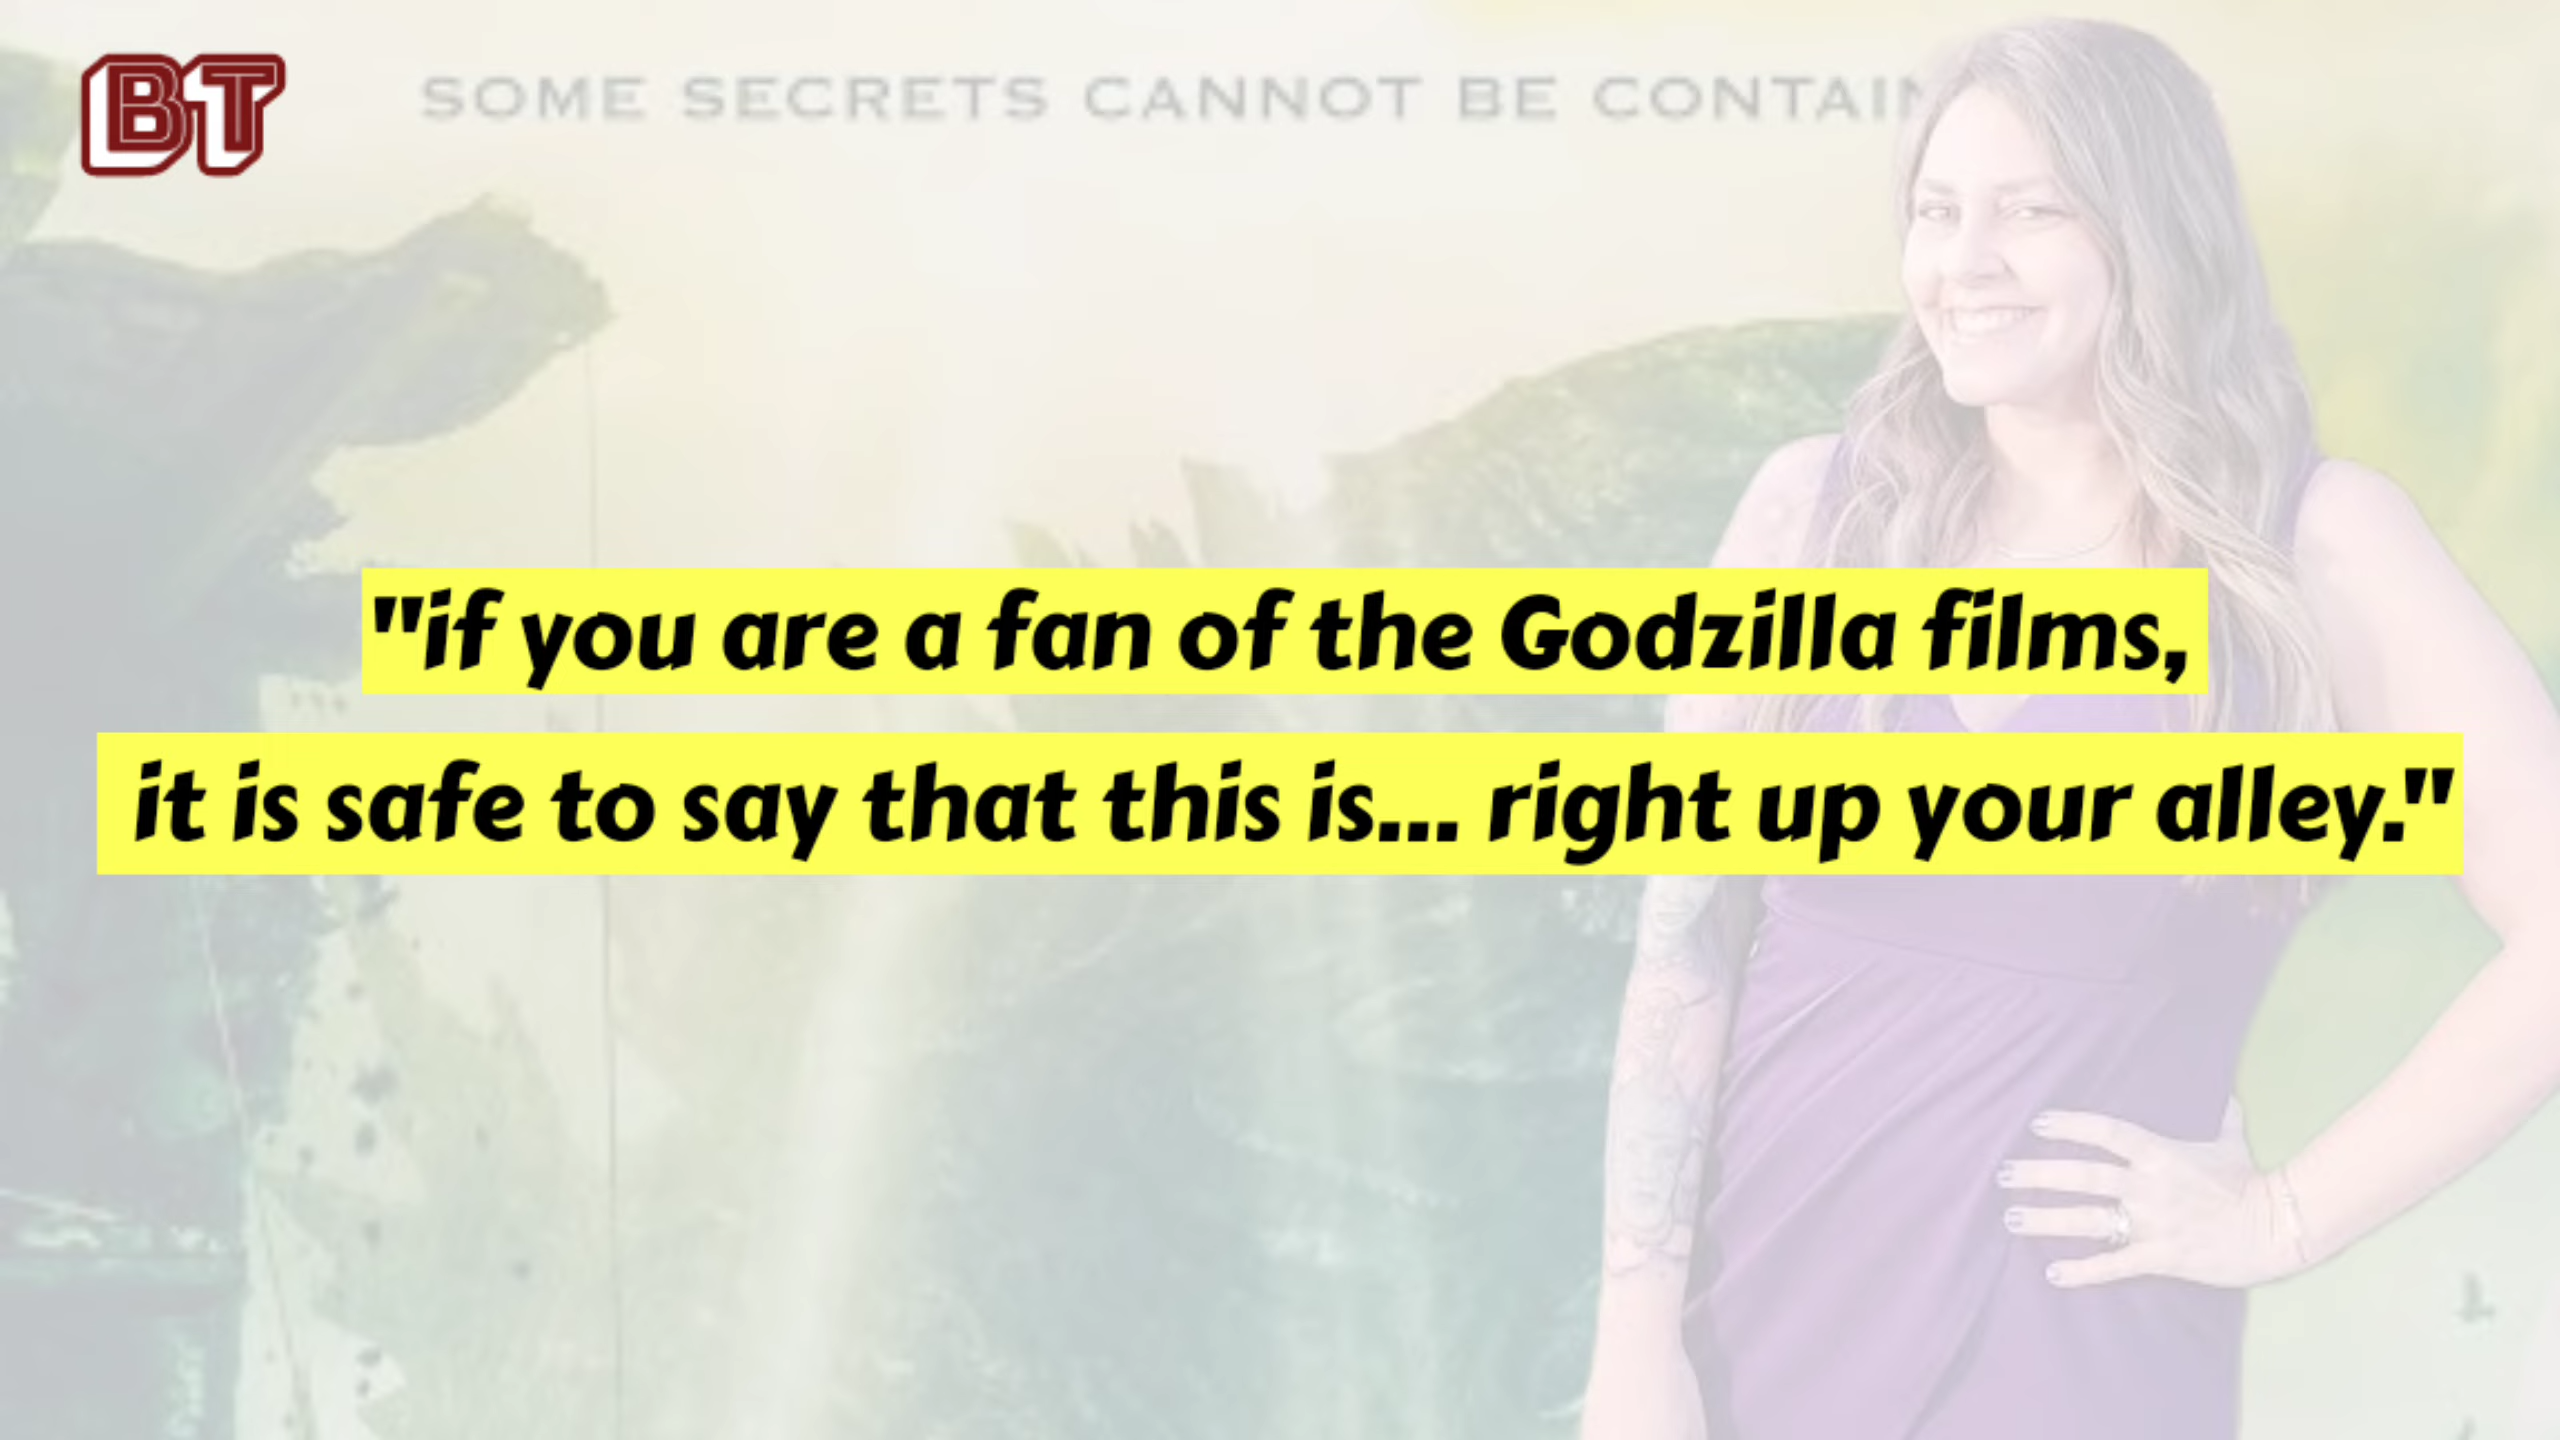 BT
SOME SECRETS CANNOT BE CONTAIN
"if you are a fan of the Godzilla films,
it is safe to say that this is... right up your alley."